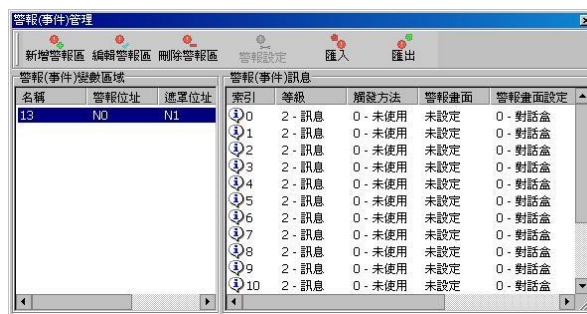 警報(事件)管理
新增警報區 編輯警報區 刪除警報區 警報設定 匯入 匯出
警報(事件)變數區域
名稱 警報位址 遮罩位址
13 N0 N1
警報(事件)訊息
索引 等級 觸發方法 警報畫面 警報畫面設定
0 2 - 訊息 0 - 未使用 未設定 0 - 對話盒
1 2 - 訊息 0 - 未使用 未設定 0 - 對話盒
2 2 - 訊息 0 - 未使用 未設定 0 - 對話盒
3 2 - 訊息 0 - 未使用 未設定 0 - 對話盒
4 2 - 訊息 0 - 未使用 未設定 0 - 對話盒
5 2 - 訊息 0 - 未使用 未設定 0 - 對話盒
6 2 - 訊息 0 - 未使用 未設定 0 - 對話盒
7 2 - 訊息 0 - 未使用 未設定 0 - 對話盒
8 2 - 訊息 0 - 未使用 未設定 0 - 對話盒
9 2 - 訊息 0 - 未使用 未設定 0 - 對話盒
10 2 - 訊息 0 - 未使用 未設定 0 - 對話盒